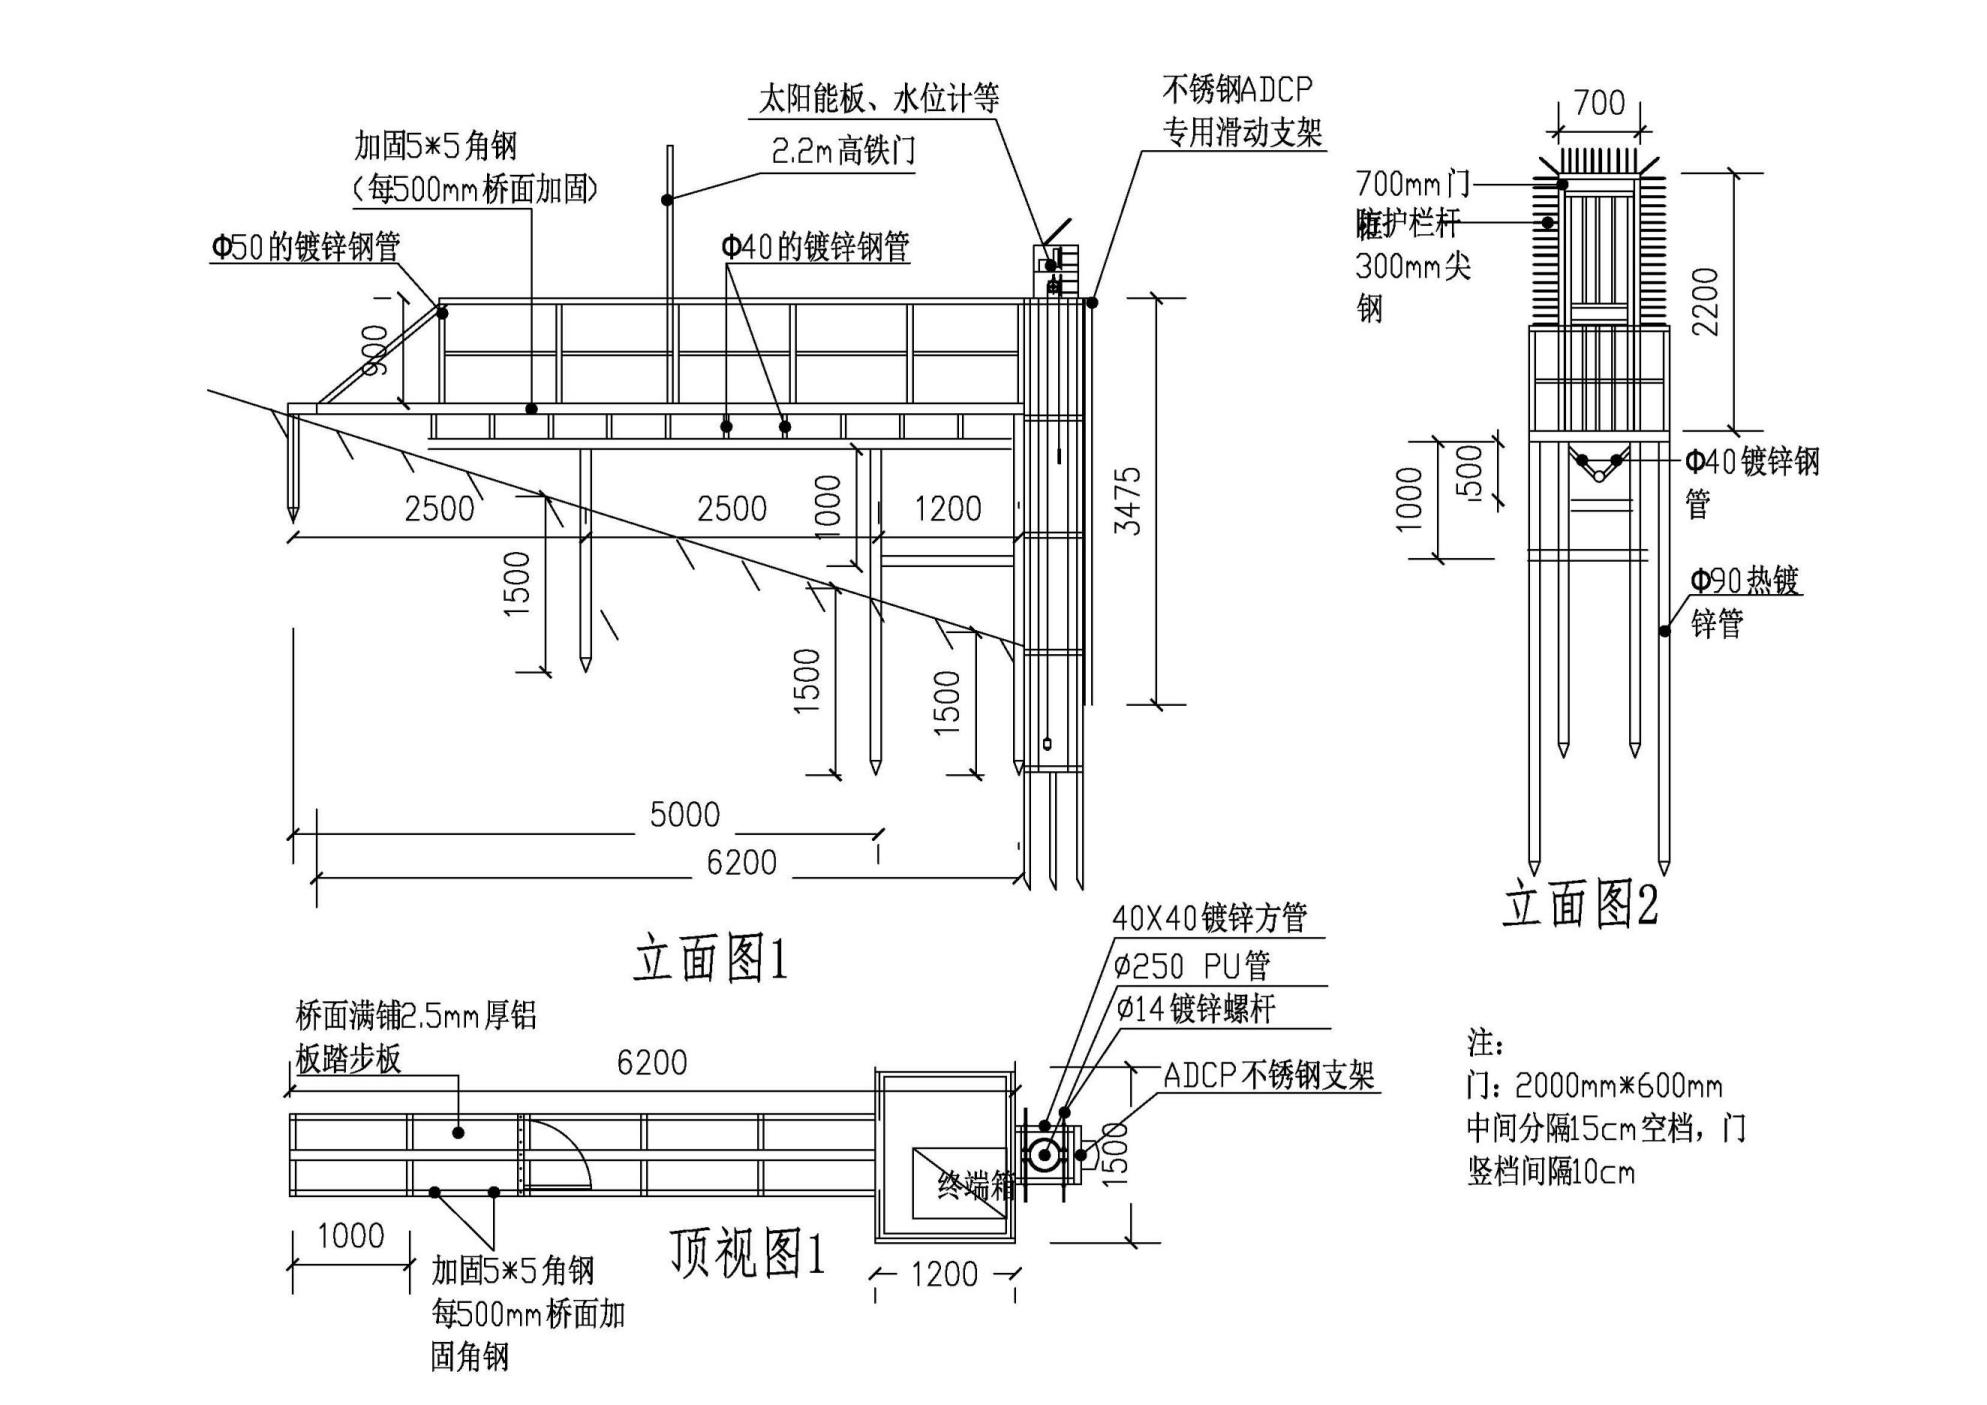 太阳能板、水位计等
2.2m高铁门
不锈钢ADCP
专用滑动支架
加固5*5角钢
(每500mm桥面加固)
Φ50的镀锌钢管
Φ40的镀锌钢管
900
2500
2500
1200
1000
1500
1500
1500
3475
5000
6200
立面图1
700
700mm门
防护栏杆
300mm尖
钢
2200
1000
500
Φ40镀锌钢
管
Φ90热镀
锌管
立面图2
40X40镀锌方管
ø250 PU管
ø14镀锌螺杆
ADCP不锈钢支架
桥面满铺2.5mm厚铝
板踏步板
6200
1500
终端箱
1000
1200
加固5*5角钢
每500mm桥面加
固角钢
顶视图1
注:
门: 2000mm*600mm
中间分隔15cm空档, 门
竖档间隔10cm